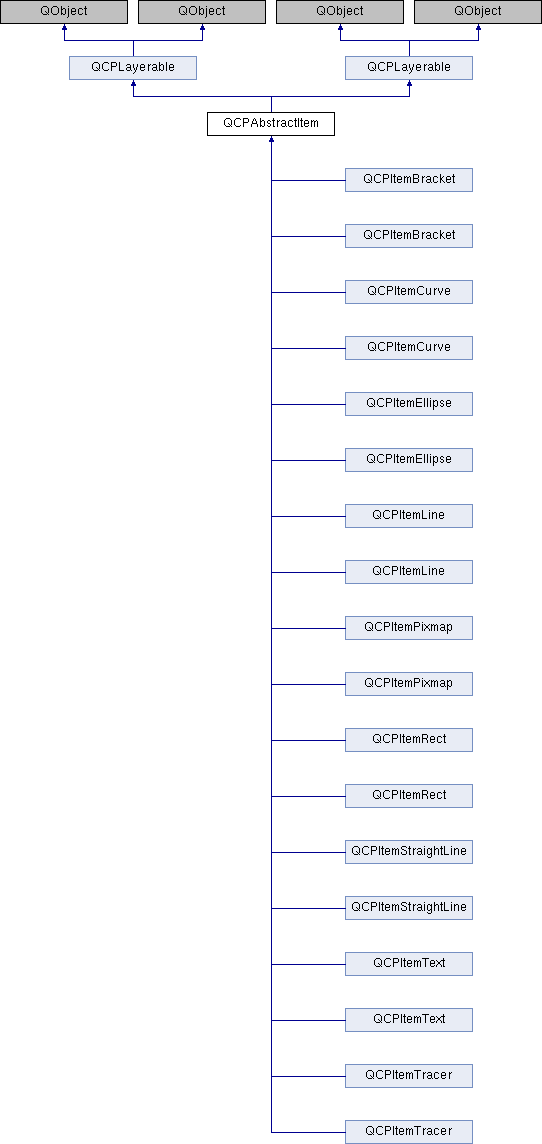 QObject QObject QObject QObject
QCPLayerable QCPLayerable
QCPAbstractItem
QCPItemBracket
QCPItemBracket
QCPItemCurve
QCPItemCurve
QCPItemEllipse
QCPItemEllipse
QCPItemLine
QCPItemLine
QCPItemPixmap
QCPItemPixmap
QCPItemRect
QCPItemRect
QCPItemStraightLine
QCPItemStraightLine
QCPItemText
QCPItemText
QCPItemTracer
QCPItemTracer